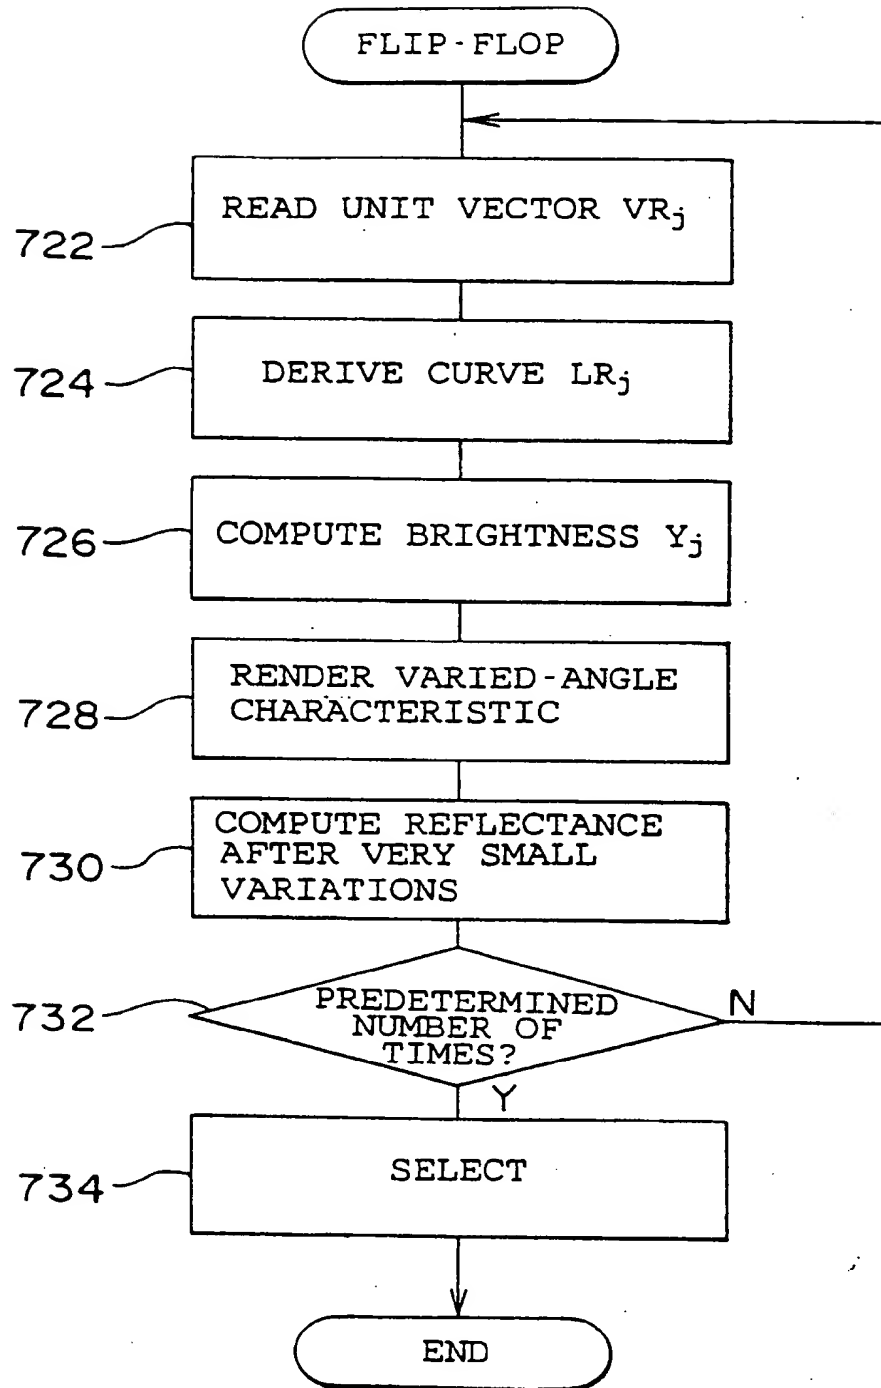 FLIP-FLOP
READ UNIT VECTOR VRj
722
DERIVE CURVE LRj
724
COMPUTE BRIGHTNESS Yj
726
RENDER VARIED-ANGLE
CHARACTERISTIC
728
COMPUTE REFLECTANCE
AFTER VERY SMALL
VARIATIONS
730
PREDETERMINED
NUMBER OF
TIMES?
732
N
Y
SELECT
734
END